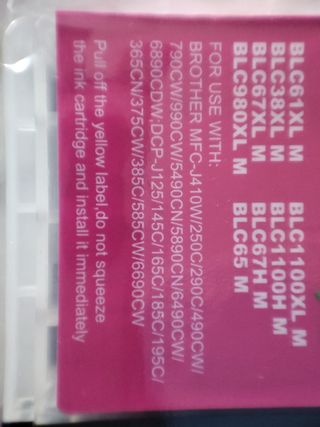 BLC61XL M BLC1100XL M
BLC38XL M BLC1100H M
BLC67XL M BLC67H M
BLC980XL M BLC65 M
FOR USE WITH:
BROTHER MFC-J410W/250C/290C/490CW/
790CW/990CW/5490CN/5890CN/6490CW/
6890CDW:DCP-J125/145C/165C/185C/195C/
365CN/375CW/385C/585CW/6690CW
Pull off the yellow label,do not squeeze
the ink cartridge and install it immediately